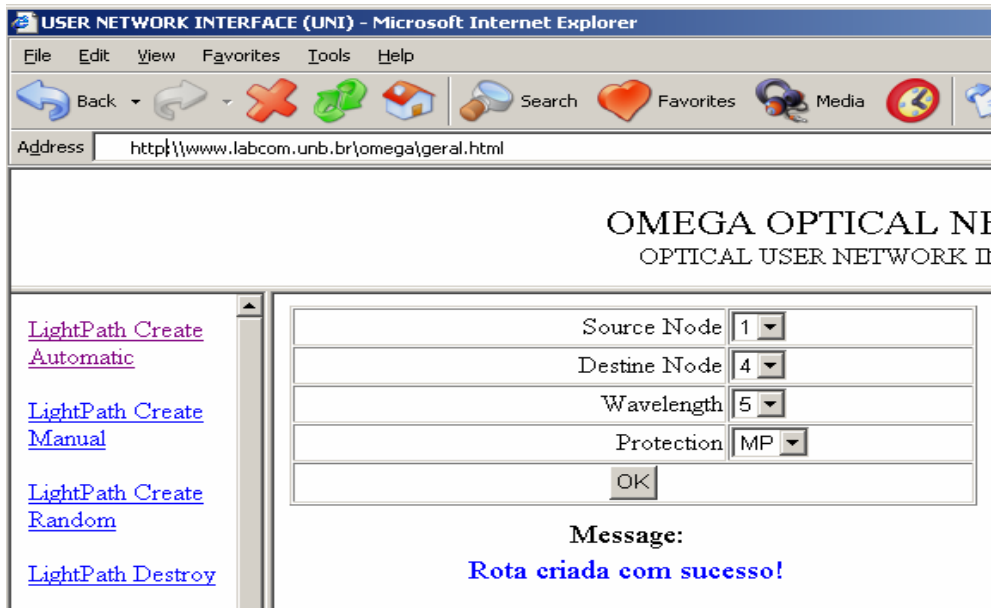 USER NETWORK INTERFACE (UNI) - Microsoft Internet Explorer
File Edit View Favorites Tools Help
Back Search Favorites Media
Address http:\\www.labcom.unb.br\omega\geral.html
OMEGA OPTICAL
OPTICAL USER NETWORK
LightPath Create
Automatic
LightPath Create
Manual
LightPath Create
Random
LightPath Destroy
Source Node 1
Destine Node 4
Wavelength 5
Protection MP
OK
Message:
Rota criada com sucesso!